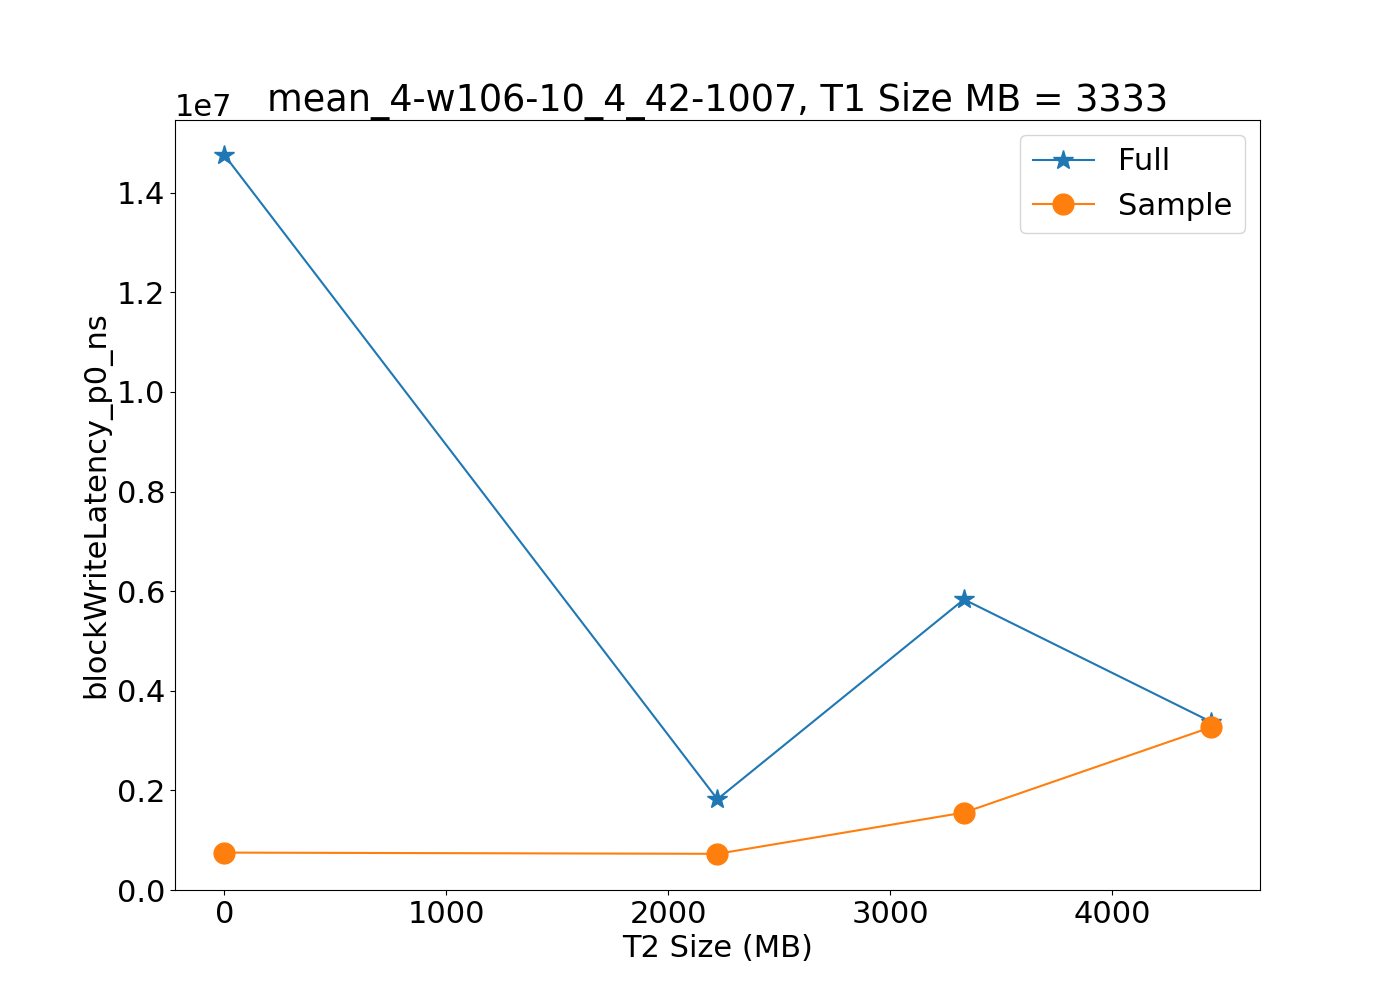 mean_4-w106-10_4_42-1007, T1 Size MB = 3333
1e7
Full
Sample
1.4
1.2
1.0
0.8
0.6
0.4
0.2
0.0
blockWriteLatency_p0_ns
0 1000 2000 3000 4000
T2 Size (MB)